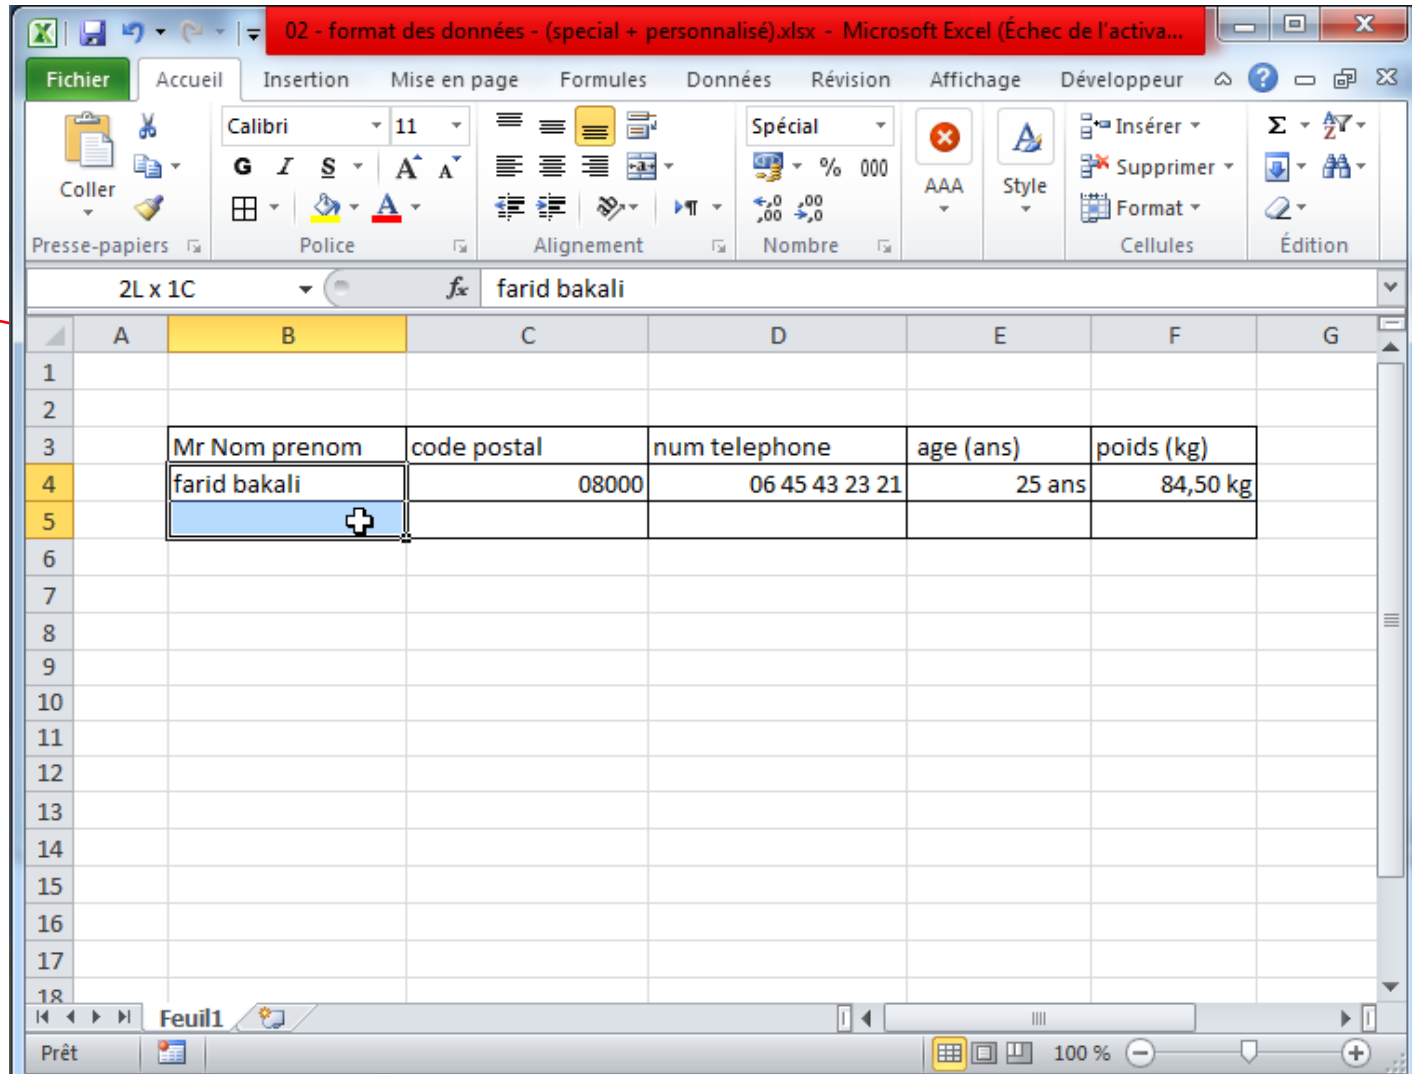 02 - format des données - (special + personnalisé).xlsx - Microsoft Excel (Échec de l'activa...
Fichier Accueil Insertion Mise en page Formules Données Révision Affichage Développeur
Calibri 11 Spécial Insérer Σ
G I S A A % 000 Supprimer
Coller AAA Style
A Format
Presse-papiers Police Alignement Nombre Cellules Édition
2L x 1C fx farid bakali
A B C D E F G
1
2
3 Mr Nom prenom code postal num telephone age (ans) poids (kg)
4 farid bakali 08000 06 45 43 23 21 25 ans 84,50 kg
5
6
7
8
9
10
11
12
13
14
15
16
17
18
Feuil1
Prêt 100 %